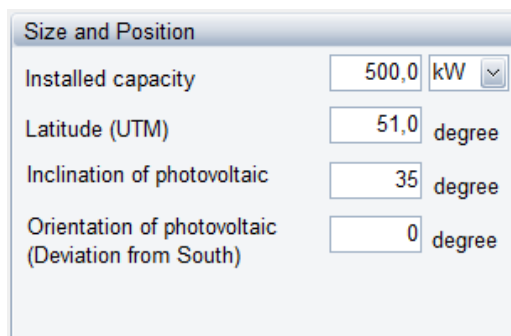 Size and Position
Installed capacity 500,0 kW
Latitude (UTM) 51,0 degree
Inclination of photovoltaic 35 degree
Orientation of photovoltaic
(Deviation from South) 0 degree